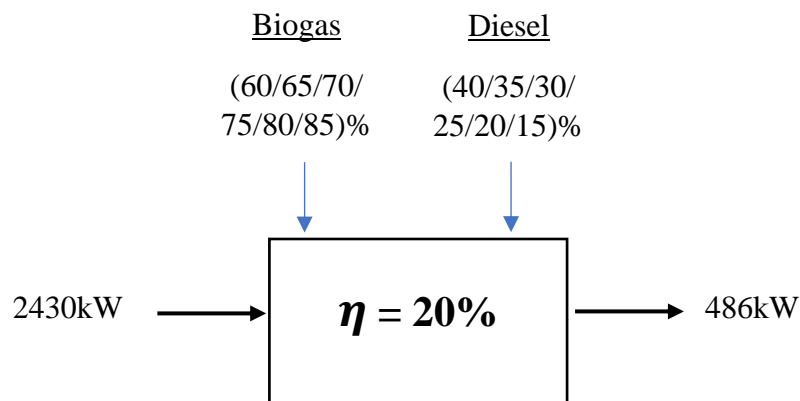 Biogas
Diesel
(60/65/70/
75/80/85)%
(40/35/30/
25/20/15)%
2430kW
η = 20%
486kW